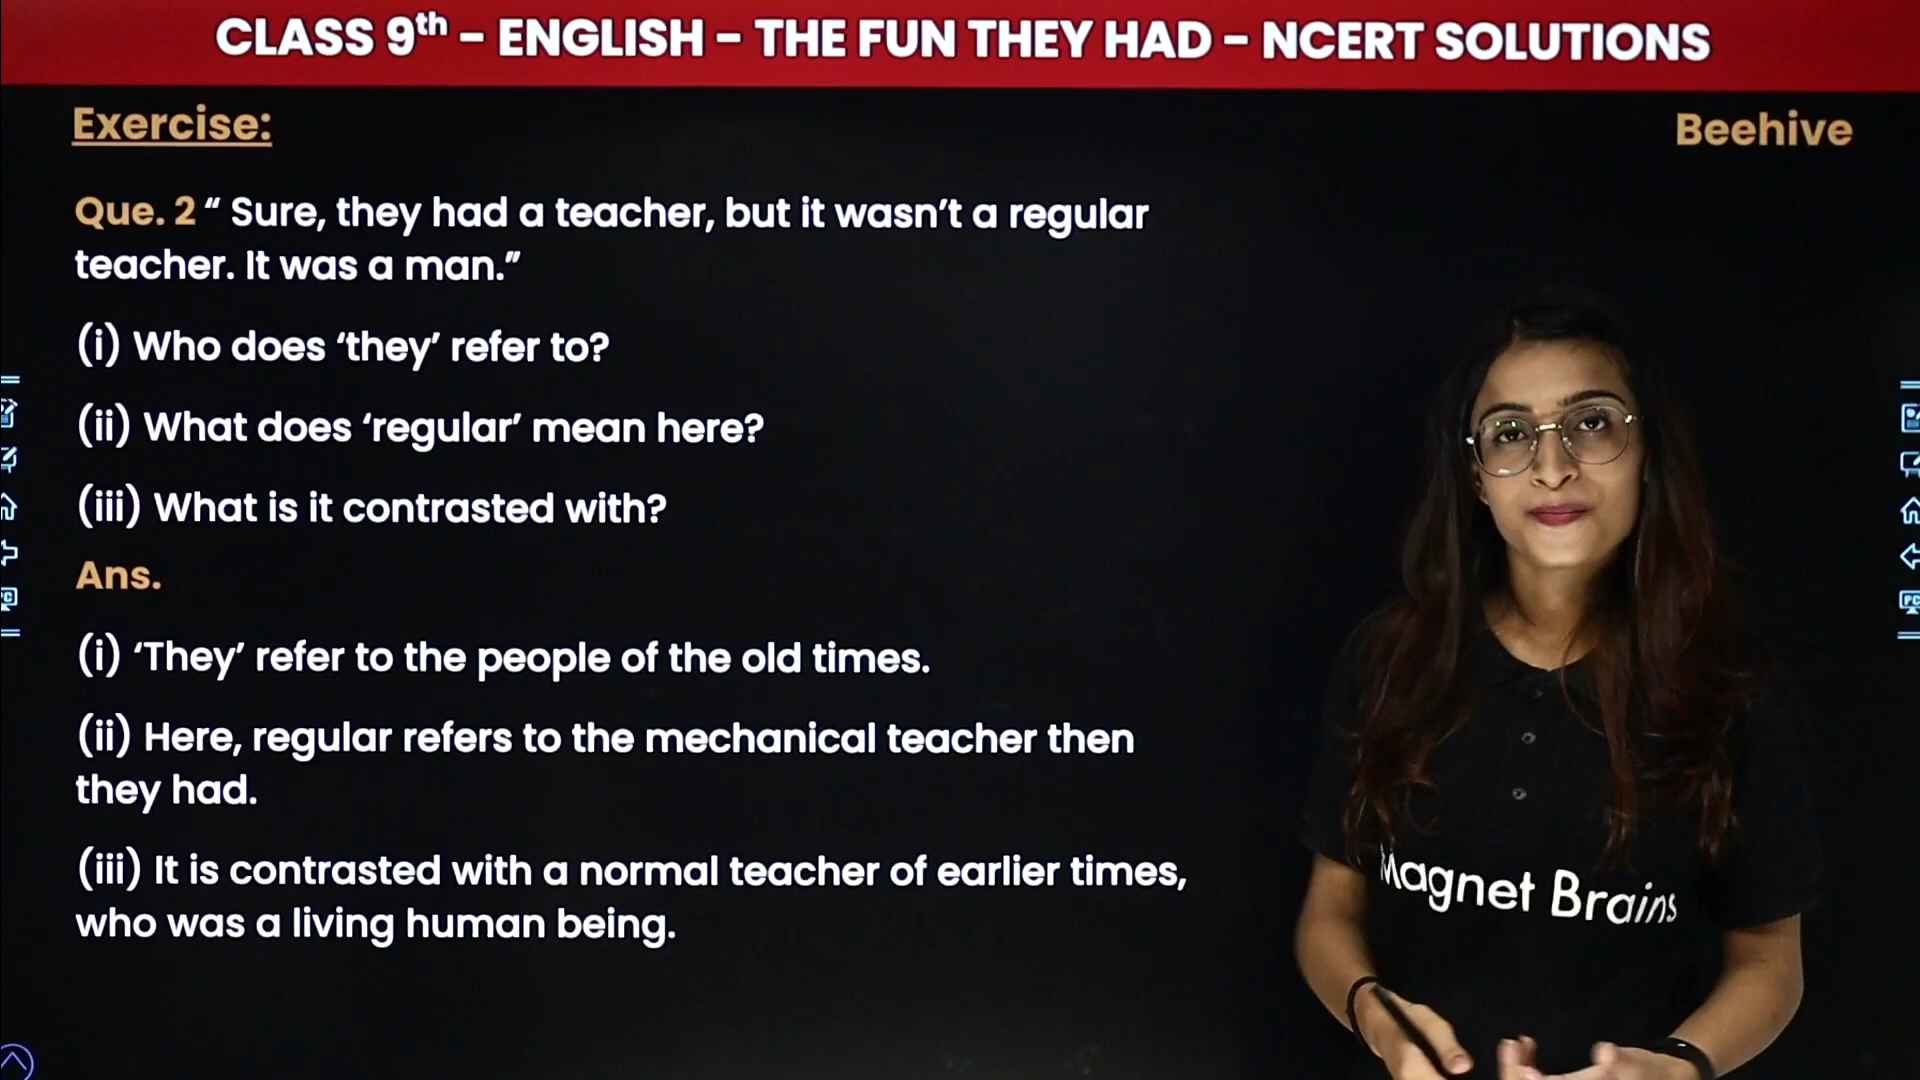 CLASS 9th – ENGLISH – THE FUN THEY HAD – NCERT SOLUTIONS
Exercise:
Beehive
Que. 2 “ Sure, they had a teacher, but it wasn’t a regular
teacher. It was a man.”
(i) Who does ‘they’ refer to?
(ii) What does ‘regular’ mean here?
(iii) What is it contrasted with?
Ans.
(i) ‘They’ refer to the people of the old times.
(ii) Here, regular refers to the mechanical teacher then
they had.
(iii) It is contrasted with a normal teacher of earlier times,
who was a living human being.
Magnet Brains
PC